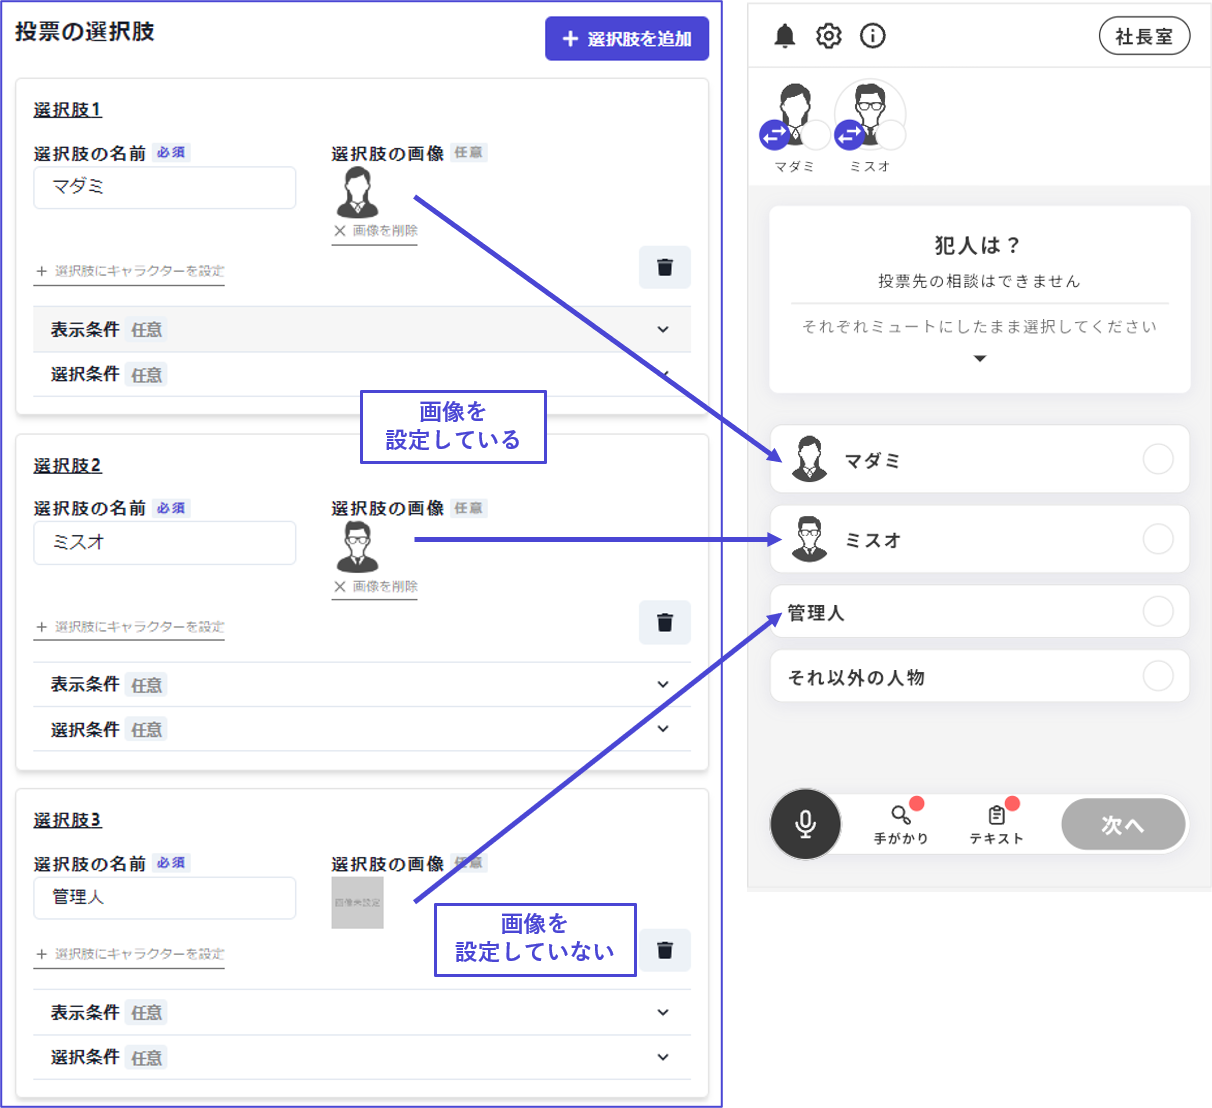 投票の選択肢
＋ 選択肢を追加
選択肢1
選択肢の名前 必須
マダミ
選択肢の画像 任意
× 画像を削除
＋ 選択肢にキャラクターを設定
表示条件 任意
選択条件 任意
画像を
設定している
選択肢2
選択肢の名前 必須
ミスオ
選択肢の画像 任意
× 画像を削除
＋ 選択肢にキャラクターを設定
表示条件 任意
選択条件 任意
選択肢3
選択肢の名前 必須
管理人
選択肢の画像 任意
画像未設定
画像を
設定していない
＋ 選択肢にキャラクターを設定
表示条件 任意
選択条件 任意
社長室
マダミ
ミスオ
犯人は？
投票先の相談はできません
それぞれミュートにしたまま選択してください
マダミ
ミスオ
管理人
それ以外の人物
手がかり
テキスト
次へ